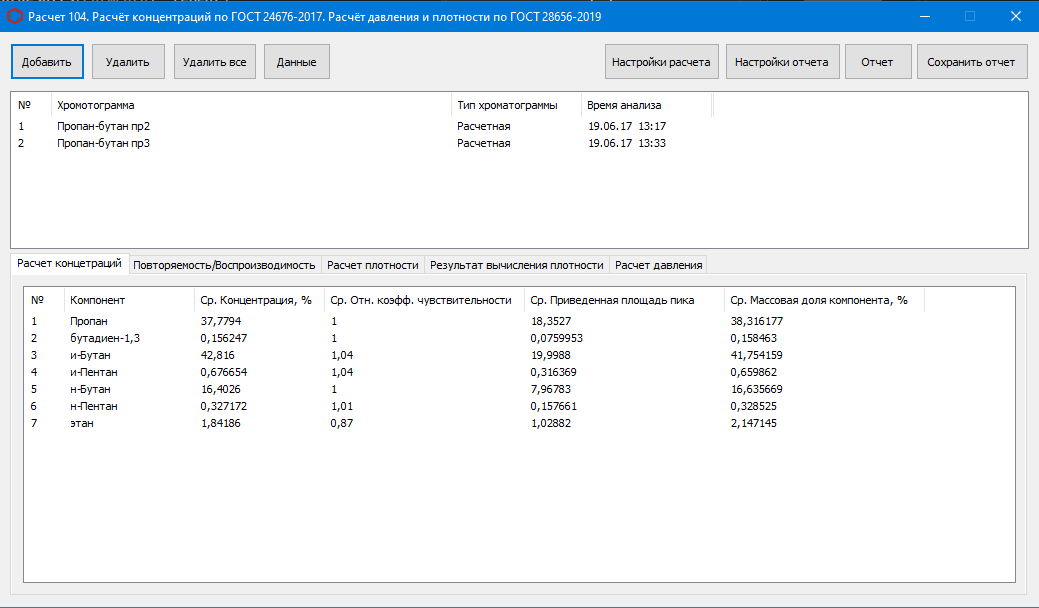 Расчет 104. Расчёт концентраций по ГОСТ 24676-2017. Расчёт давления и плотности по ГОСТ 28656-2019
Добавить Удалить Удалить все Данные Настройки расчета Настройки отчета Отчет Сохранить отчет
№ Хромотограмма Тип хроматограммы Время анализа
1 Пропан-бутан пр2 Расчетная 19.06.17 13:17
2 Пропан-бутан пр3 Расчетная 19.06.17 13:33
Расчет концетраций Повторяемость/Воспроизводимость Расчет плотности Результат вычисления плотности Расчет давления
№ Компонент Ср. Концентрация, % Ср. Отн. коэфф. чувствительности Ср. Приведенная площадь пика Ср. Массовая доля компонента, %
1 Пропан 37,7794 1 18,3527 38,316177
2 бутадиен-1,3 0,156247 1 0,0759953 0,158463
3 и-Бутан 42,816 1,04 19,9988 41,754159
4 и-Пентан 0,676654 1,04 0,316369 0,659862
5 н-Бутан 16,4026 1 7,96783 16,635669
6 н-Пентан 0,327172 1,01 0,157661 0,328525
7 этан 1,84186 0,87 1,02882 2,147145